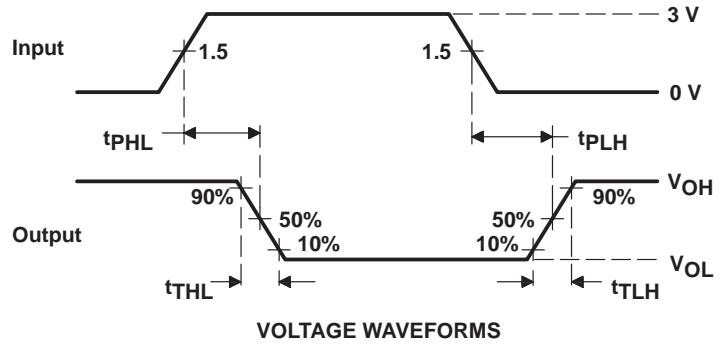 3 V
Input
1.5
1.5
0 V
tPHL
tPLH
VOH
90%
50%
50%
90%
Output
10%
10%
VOL
tTHL
tTLH
VOLTAGE WAVEFORMS